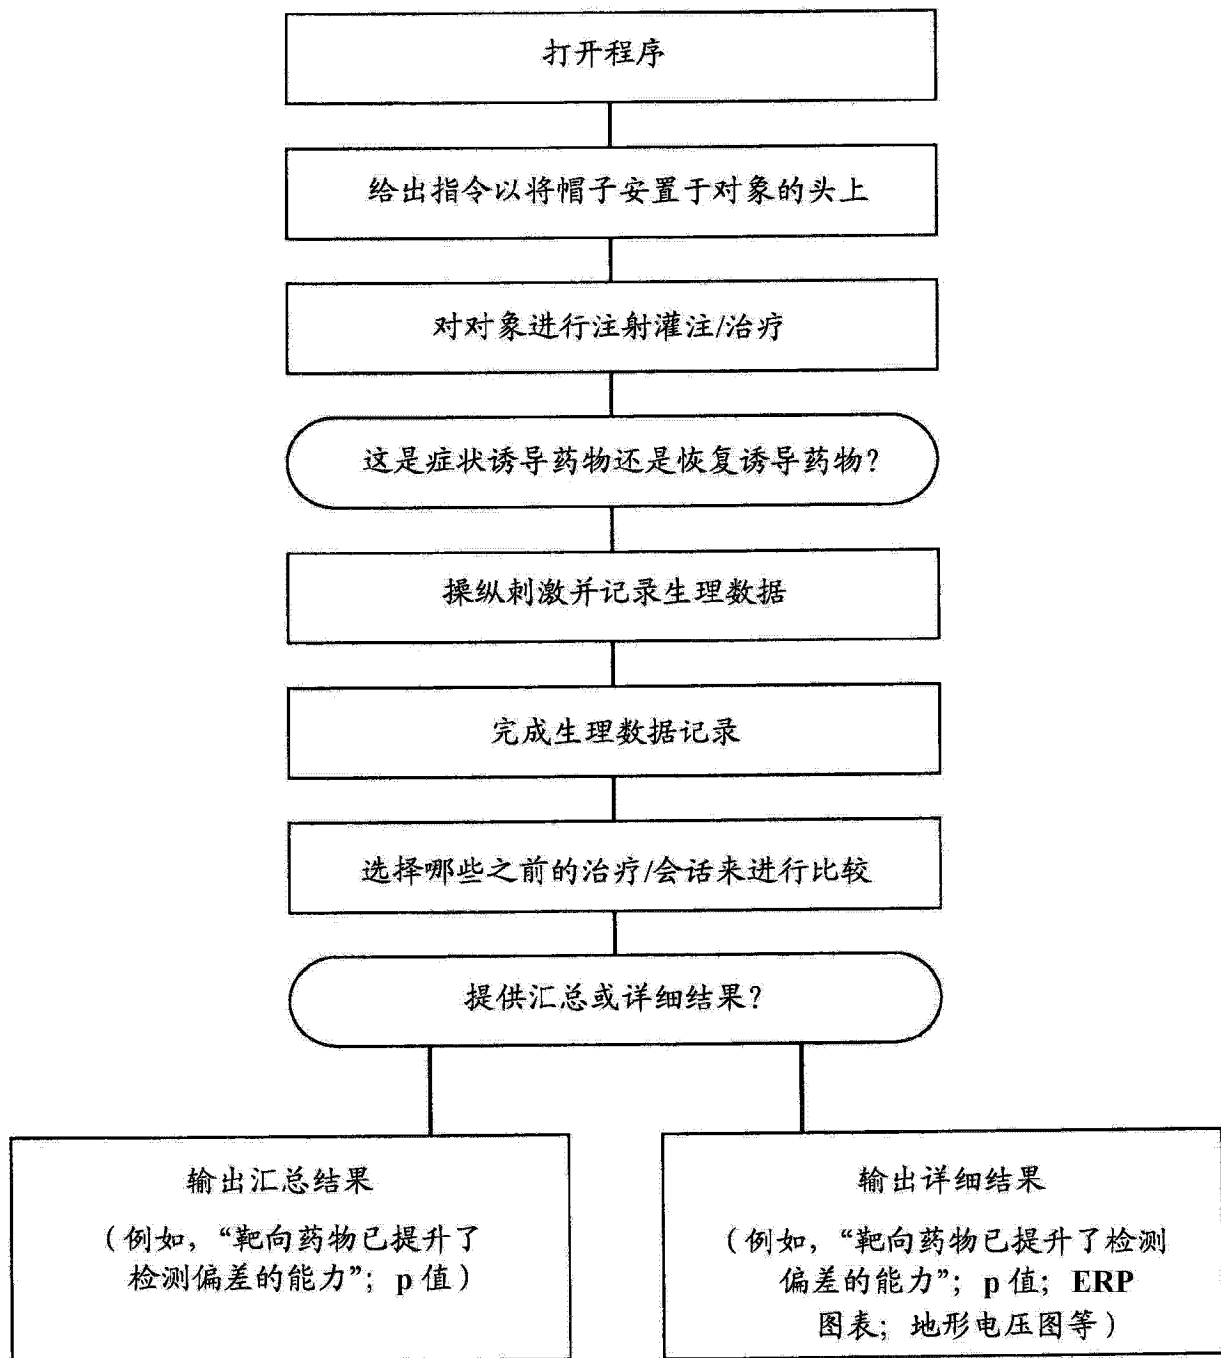 打开程序
给出指令以将帽子安置于对象的头上
对对象进行注射灌注/治疗
这是症状诱导药物还是恢复诱导药物?
操纵刺激并记录生理数据
完成生理数据记录
选择哪些之前的治疗/会话来进行比较
提供汇总或详细结果?
输出汇总结果
（例如，“靶向药物已提升了
检测偏差的能力”；p 值）
输出详细结果
（例如，“靶向药物已提升了检测
偏差的能力”；p 值；ERP
图表；地形电压图等）